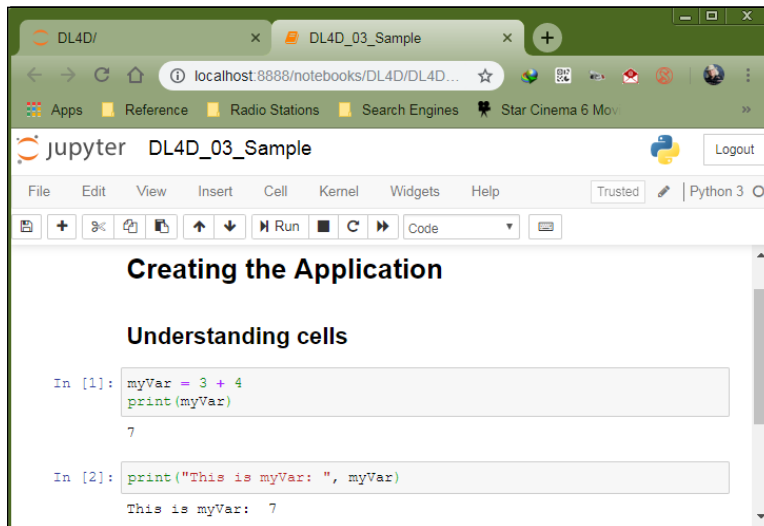 DL4D/ DL4D_03_Sample
localhost:8888/notebooks/DL4D/DL4D...
Apps Reference Radio Stations Search Engines Star Cinema 6 Movi
jupyter DL4D_03_Sample Logout
File Edit View Insert Cell Kernel Widgets Help Trusted Python 3
Run Code
Creating the Application
Understanding cells
In [1]: myVar = 3 + 4
print(myVar)
7
In [2]: print("This is myVar: ", myVar)
This is myVar:  7